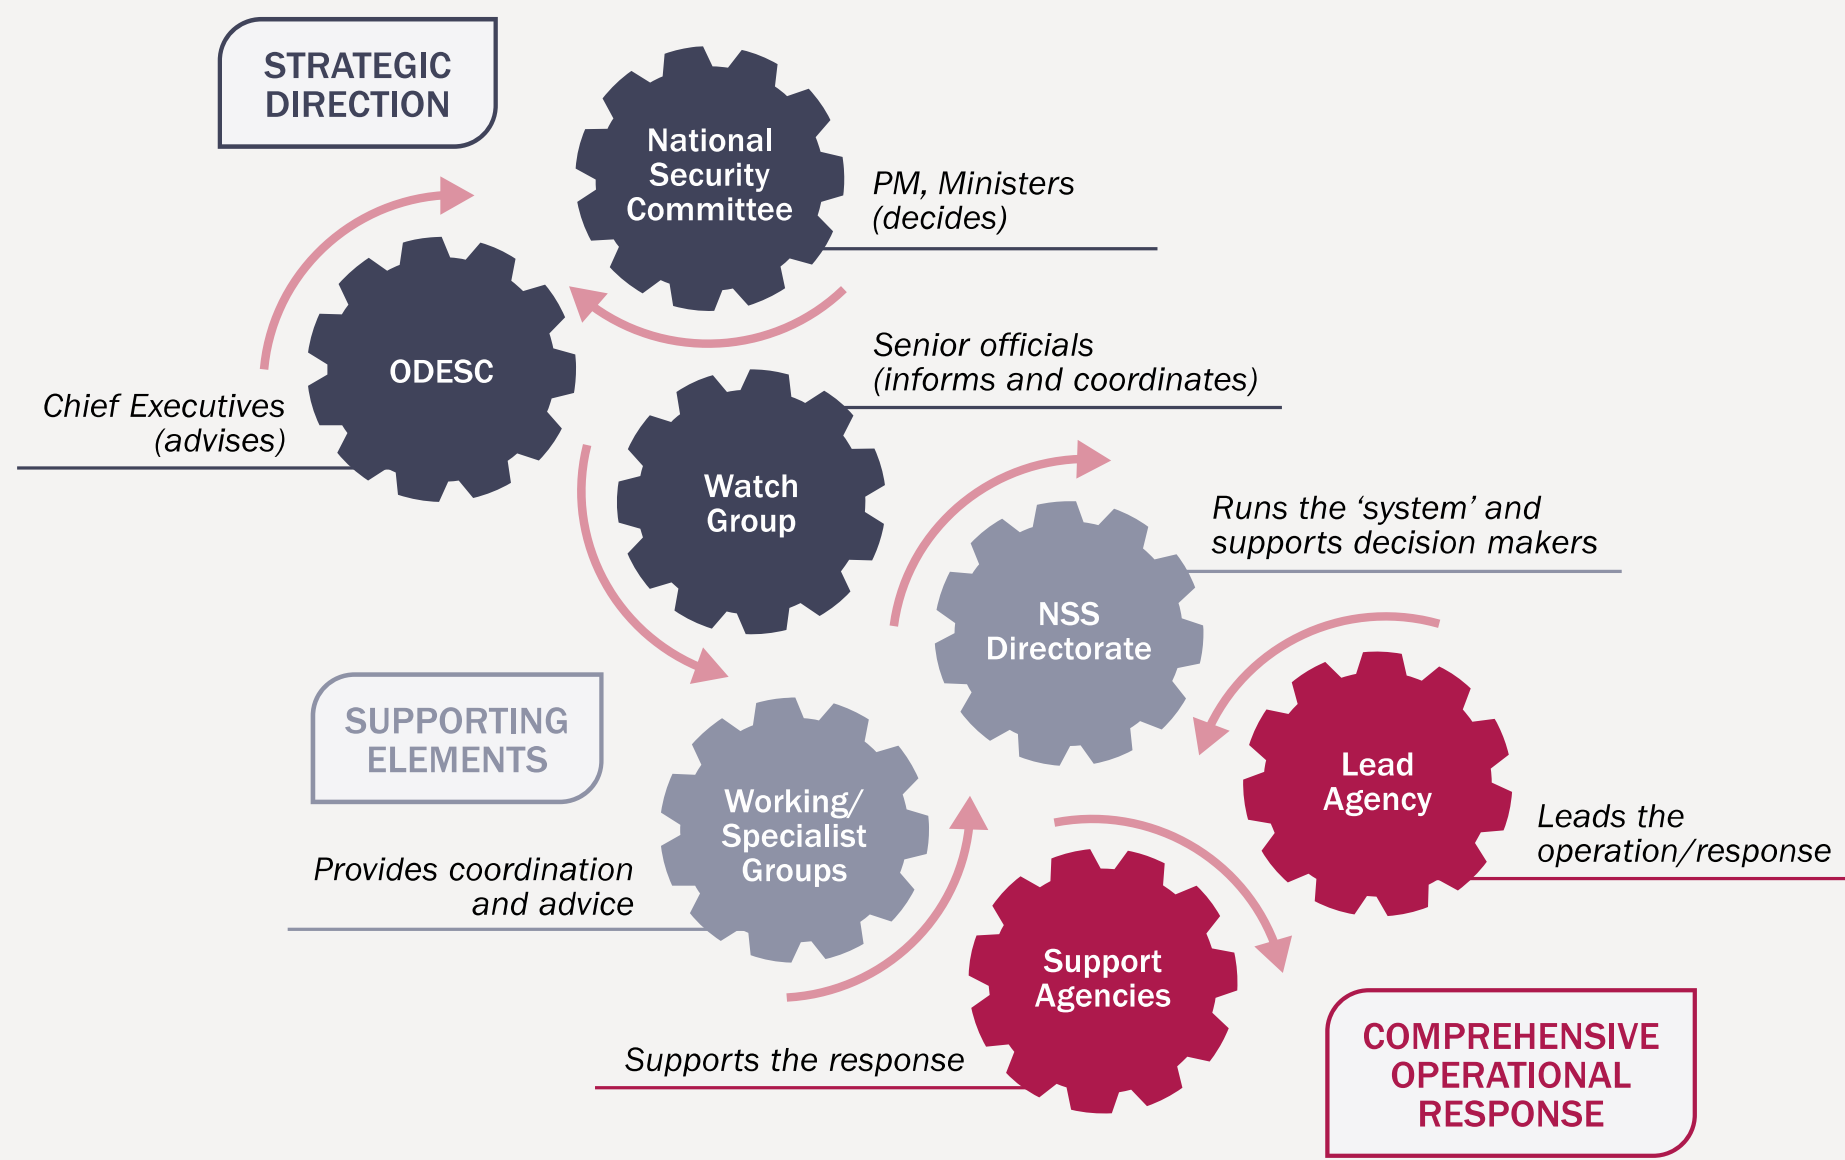 STRATEGIC
DIRECTION
National
Security
Committee
PM, Ministers
(decides)
ODESC
Chief Executives
(advises)
Senior officials
(informs and coordinates)
Watch
Group
Runs the ‘system’ and
supports decision makers
NSS
Directorate
SUPPORTING
ELEMENTS
Working/
Specialist
Groups
Provides coordination
and advice
Lead
Agency
Leads the
operation/response
Support
Agencies
Supports the response
COMPREHENSIVE
OPERATIONAL
RESPONSE